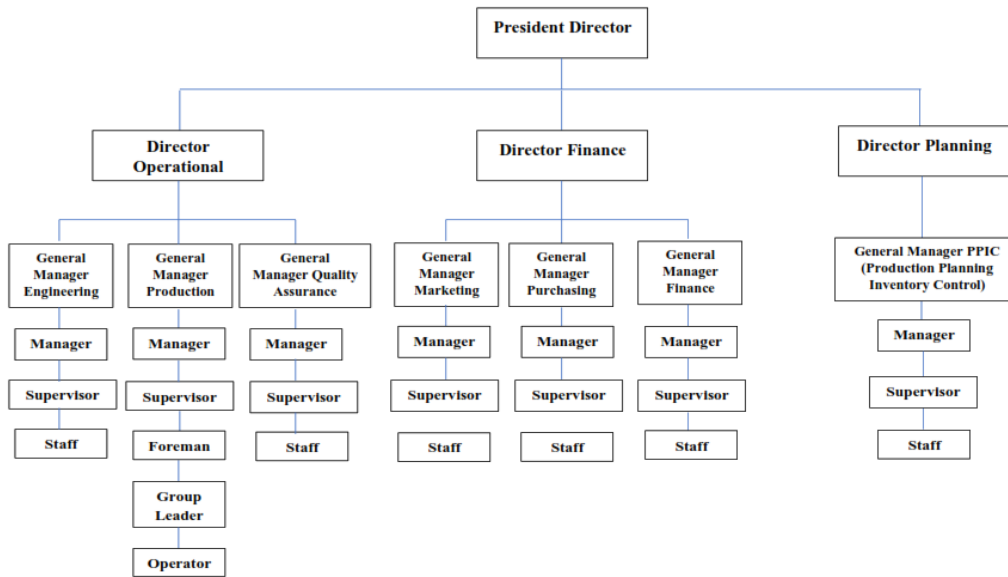 President Director
Director
Operational
Director Finance
Director Planning
General
Manager
Engineering
General
Manager
Production
General
Manager Quality
Assurance
General
Manager
Marketing
General
Manager
Purchasing
General
Manager
Finance
General Manager PPIC
(Production Planning
Inventory Control)
Manager
Manager
Manager
Manager
Manager
Manager
Manager
Supervisor
Supervisor
Supervisor
Supervisor
Supervisor
Supervisor
Supervisor
Staff
Foreman
Staff
Staff
Staff
Staff
Staff
Group
Leader
Operator